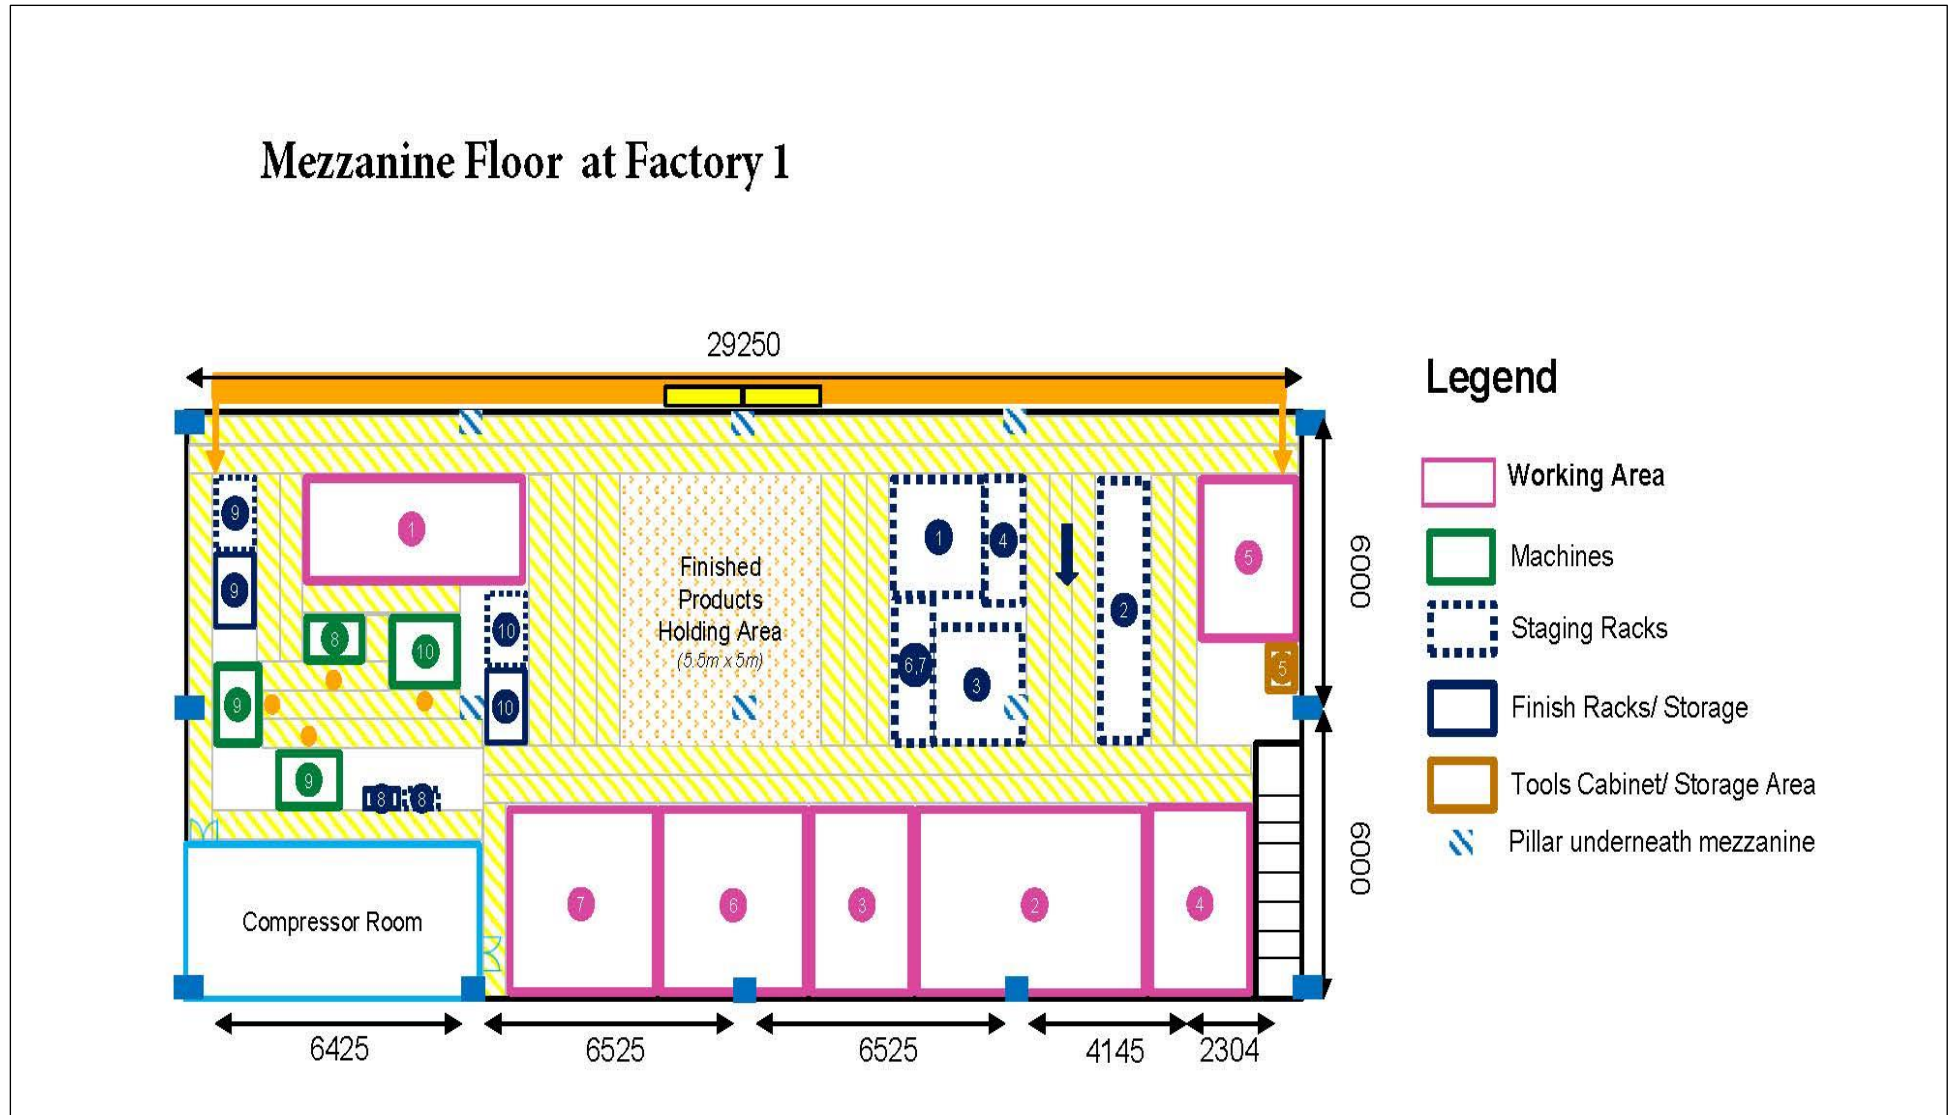 Mezzanine Floor at Factory 1
29250
Legend
Working Area
Machines
Staging Racks
Finish Racks/ Storage
Tools Cabinet/ Storage Area
Pillar underneath mezzanine
9
1
9
8
10
10
10
9
9
8
8
Finished
Products
Holding Area
(5.5m x 5m)
1
4
6,7
3
2
5
5
6000
6000
Compressor Room
7
6
3
2
4
6425
6525
6525
4145
2304